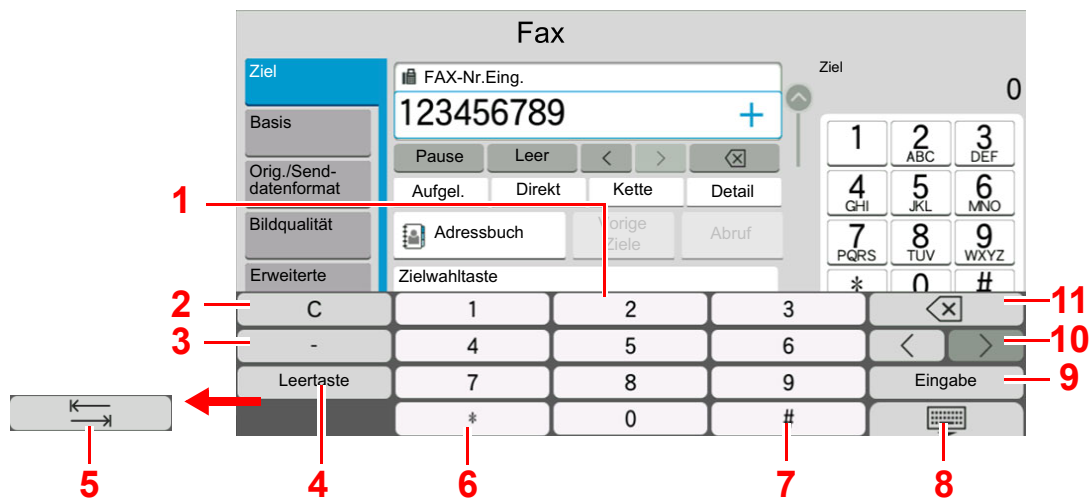 Fax
Ziel
Basis
Orig./Send-
datenformat
Bildqualität
Erweiterte
FAX-Nr.Eing.
123456789 +
Pause Leer < >
Aufgel. Direkt Kette Detail
Adressbuch Vorige Ziele Abruf
Zielwahltaste
Ziel
0
1 2 ABC 3 DEF
4 GHI 5 JKL 6 MNO
7 PQRS 8 TUV 9 WXYZ
* 0 #
C 1 2 3
- 4 5 6 < >
Leertaste 7 8 9 Eingabe
* 0 #
1
2
3
4
5
6
7
8
9
10
11